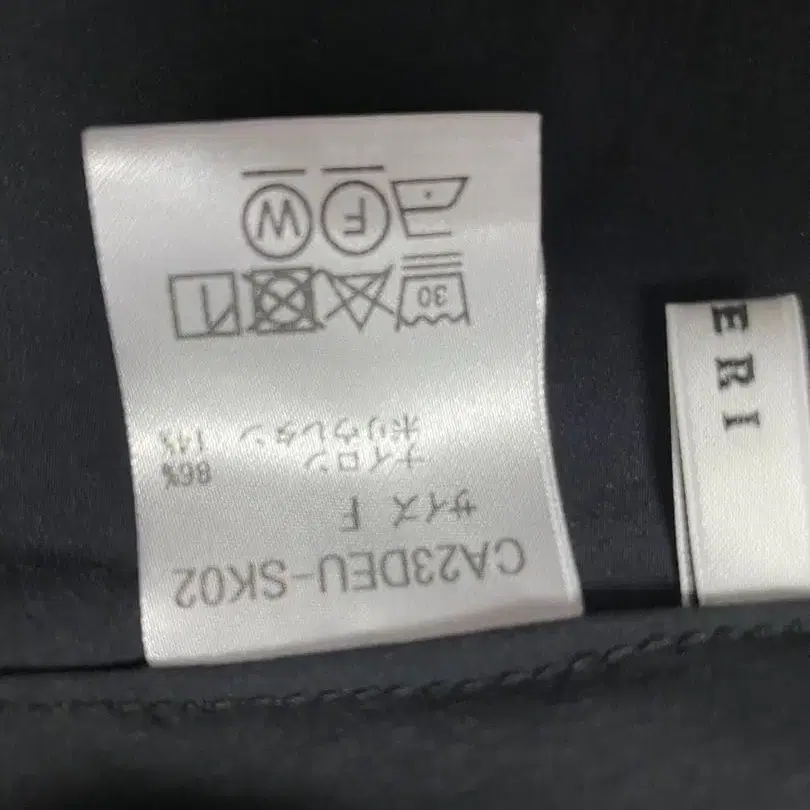 CA23DEU-SK02
サイズ F
ナイロン 86%
ポリウレタン 14%
30
F W
ERI